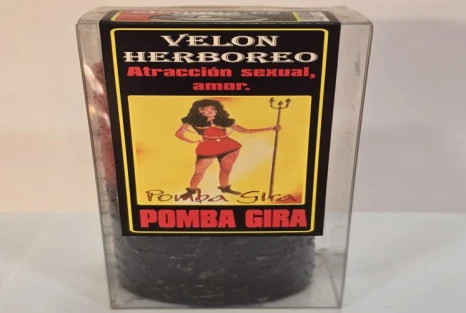 VELON
HERBOREO
Atracción sexual,
amor.
Pomba Gira
POMBA GIRA